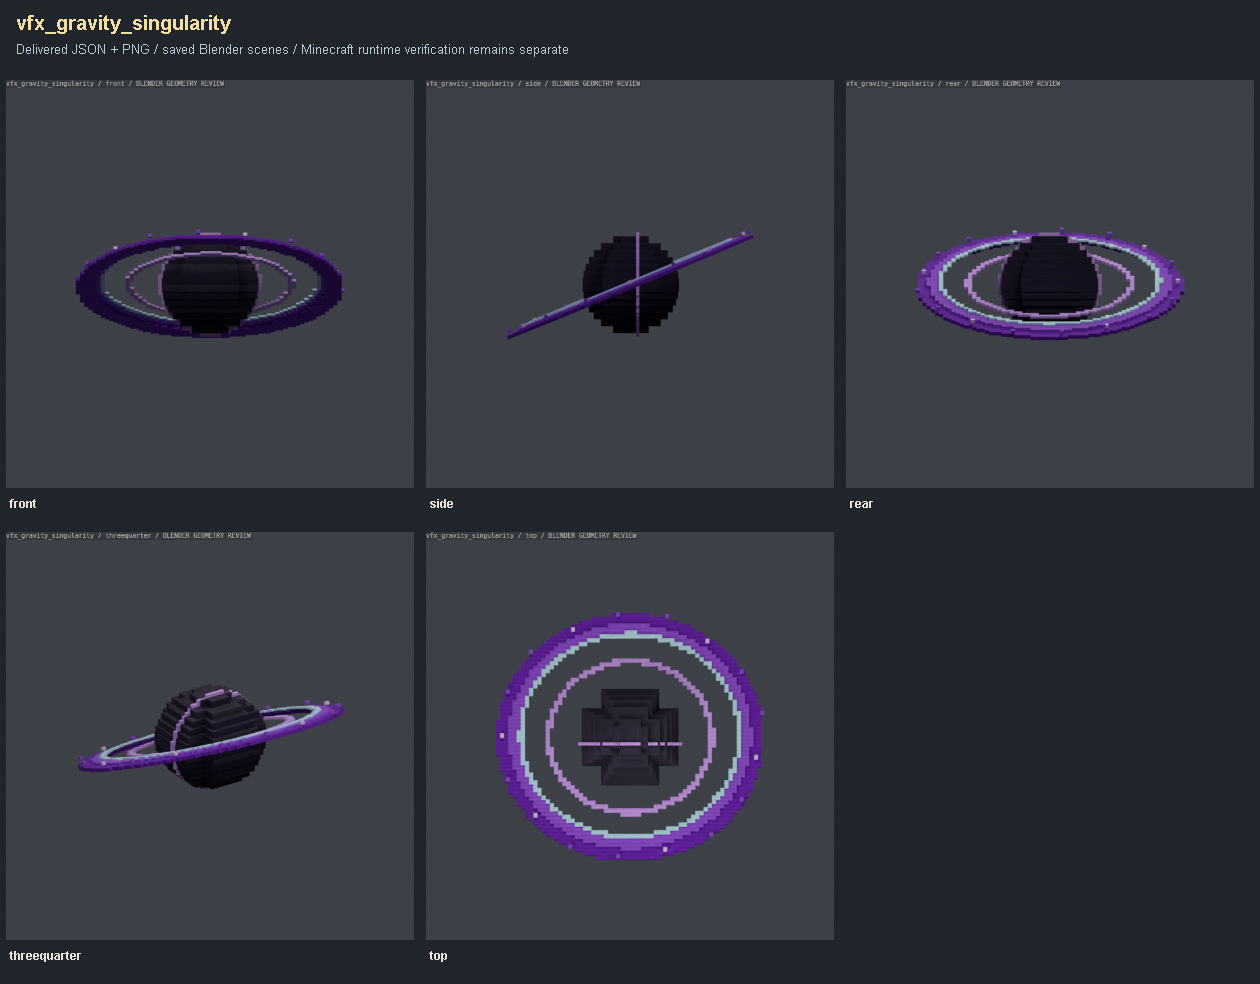 vfx_gravity_singularity
Delivered JSON + PNG / saved Blender scenes / Minecraft runtime verification remains separate
vfx_gravity_singularity / front / BLENDER GEOMETRY REVIEW
vfx_gravity_singularity / side / BLENDER GEOMETRY REVIEW
vfx_gravity_singularity / rear / BLENDER GEOMETRY REVIEW
front
side
rear
vfx_gravity_singularity / threequarter / BLENDER GEOMETRY REVIEW
vfx_gravity_singularity / top / BLENDER GEOMETRY REVIEW
threequarter
top